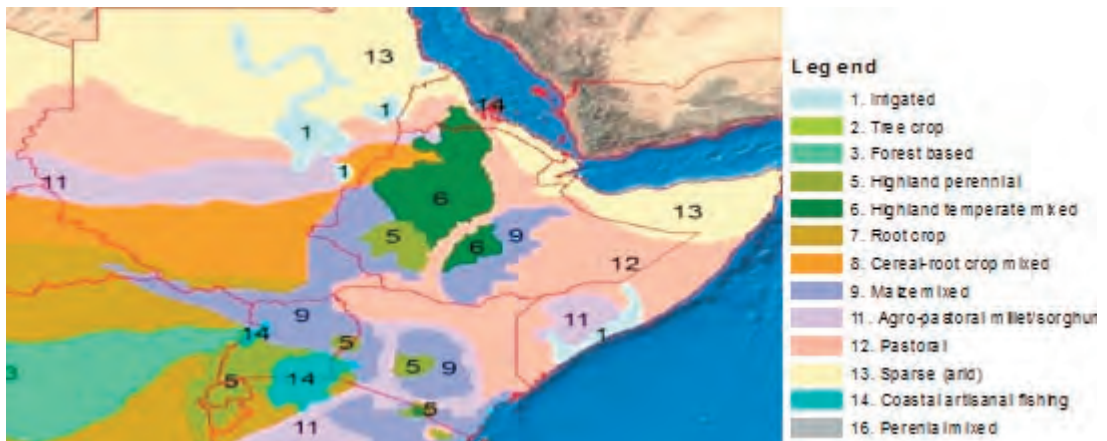 13
14
1
1
1
11
6
13
5
6
9
12
9
11
14
5
1
3
5
14
5
9
5
11
Legend
1. Irrigated
2. Tree crop
3. Forest based
5. Highland perennial
6. Highland temperate mixed
7. Root crop
8. Cereal-root crop mixed
9. Maize mixed
11. Agro-pastoral millet/sorghum
12. Pastoral
13. Sparse (arid)
14. Coastal artisanal fishing
16. Perenial mixed